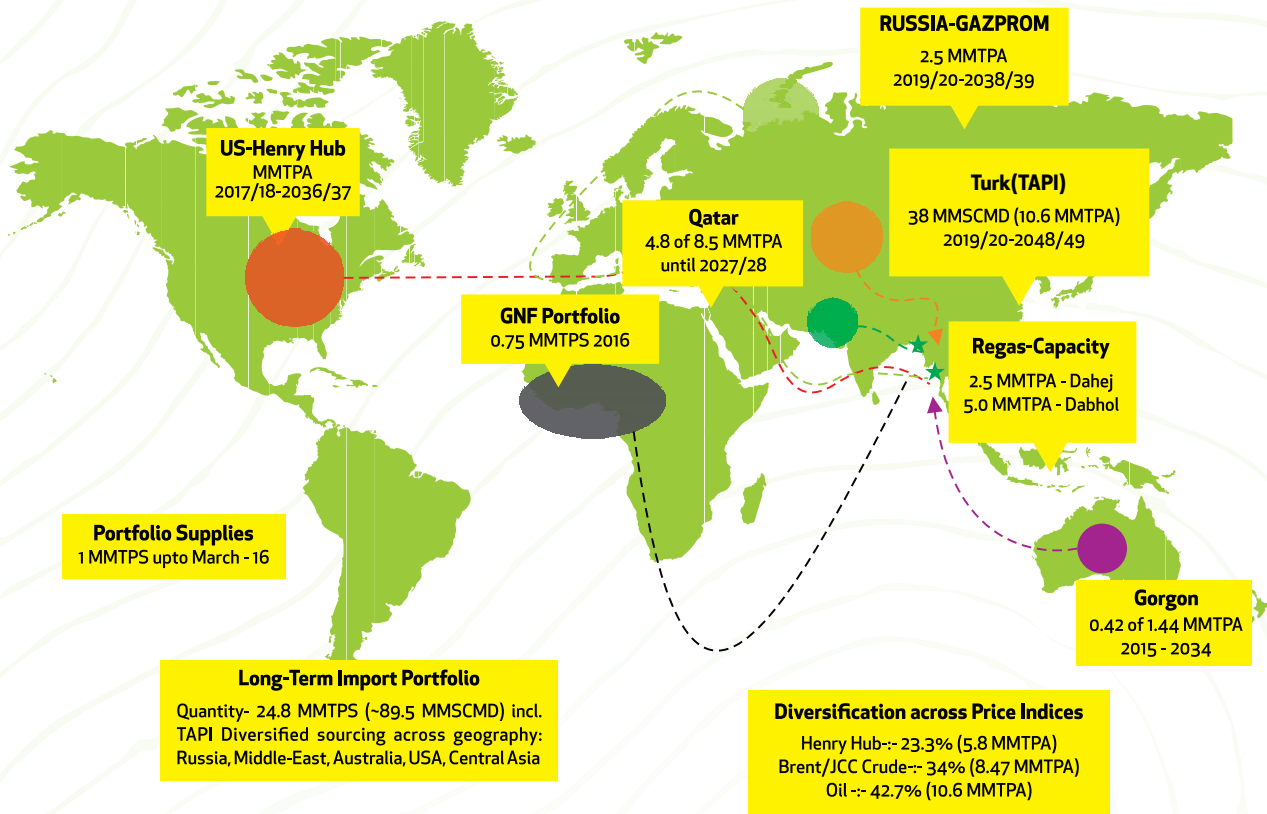 RUSSIA-GAZPROM
2.5 MMTPA
2019/20-2038/39
US-Henry Hub
MMTPA
2017/18-2036/37
Turk(TAPI)
38 MMSCMD (10.6 MMTPA)
2019/20-2048/49
Qatar
4.8 of 8.5 MMTPA
until 2027/28
GNF Portfolio
0.75 MMTPS 2016
Regas-Capacity
2.5 MMTPA - Dahej
5.0 MMTPA - Dabhol
Portfolio Supplies
1 MMTPS upto March - 16
Gorgon
0.42 of 1.44 MMTPA
2015 - 2034
Long-Term Import Portfolio
Quantity- 24.8 MMTPS (~89.5 MMSCMD) incl.
TAPI Diversified sourcing across geography:
Russia, Middle-East, Australia, USA, Central Asia
Diversification across Price Indices
Henry Hub-:- 23.3% (5.8 MMTPA)
Brent/JCC Crude-:- 34% (8.47 MMTPA)
Oil -:- 42.7% (10.6 MMTPA)